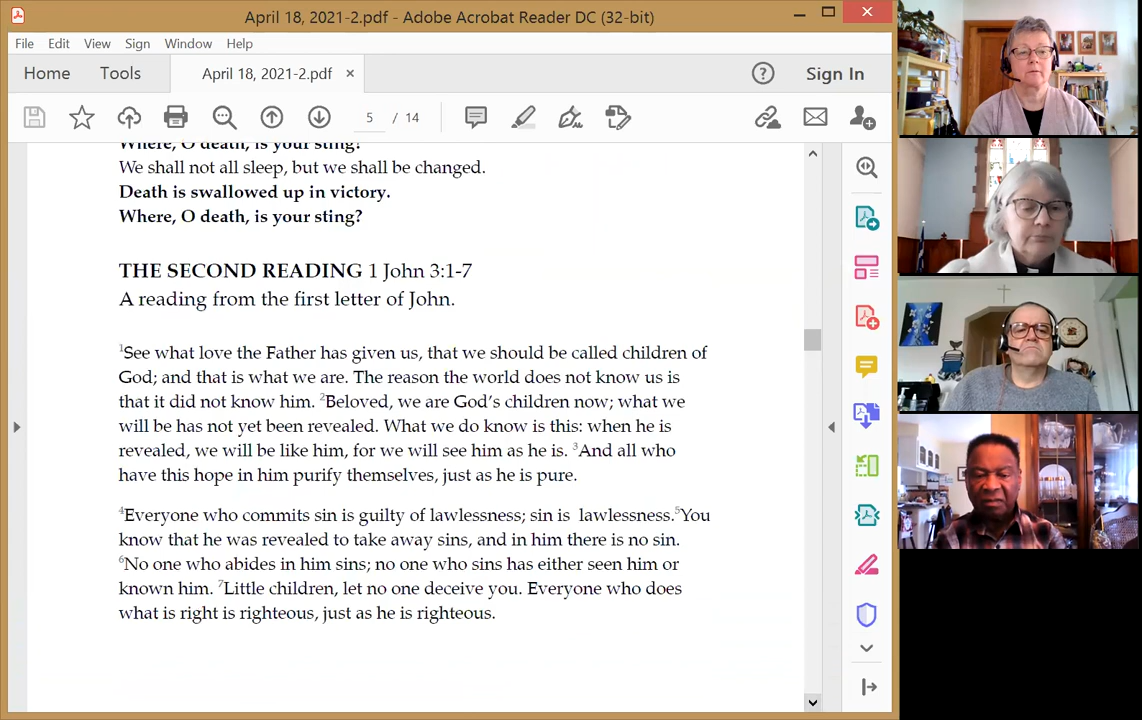 April 18, 2021-2.pdf - Adobe Acrobat Reader DC (32-bit)
File Edit View Sign Window Help
Home Tools April 18, 2021-2.pdf × Sign In
5 / 14
Where, O death, is your sting?
We shall not all sleep, but we shall be changed.
Death is swallowed up in victory.
Where, O death, is your sting?
THE SECOND READING 1 John 3:1-7
A reading from the first letter of John.
1See what love the Father has given us, that we should be called children of
God; and that is what we are. The reason the world does not know us is
that it did not know him. 2Beloved, we are God's children now; what we
will be has not yet been revealed. What we do know is this: when he is
revealed, we will be like him, for we will see him as he is. 3And all who
have this hope in him purify themselves, just as he is pure.
4Everyone who commits sin is guilty of lawlessness; sin is  lawlessness.5You
know that he was revealed to take away sins, and in him there is no sin.
6No one who abides in him sins; no one who sins has either seen him or
known him. 7Little children, let no one deceive you. Everyone who does
what is right is righteous, just as he is righteous.